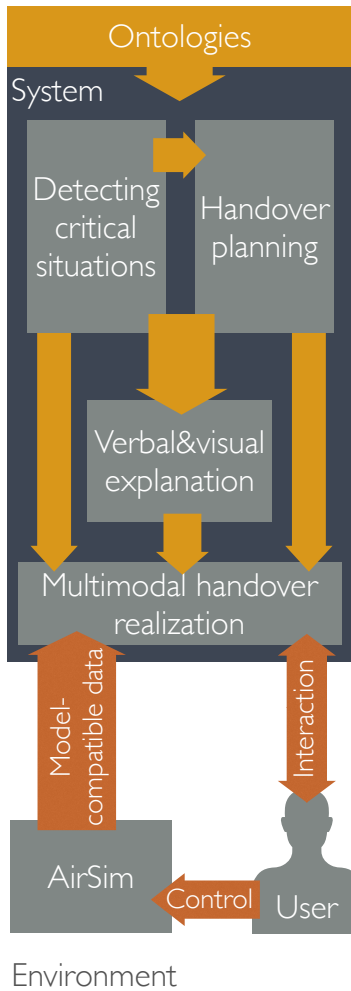 Ontologies
System
Detecting
critical
situations
Handover
planning
Verbal&visual
explanation
Multimodal handover
realization
Model-
compatible data
Interaction
AirSim
Control
User
Environment